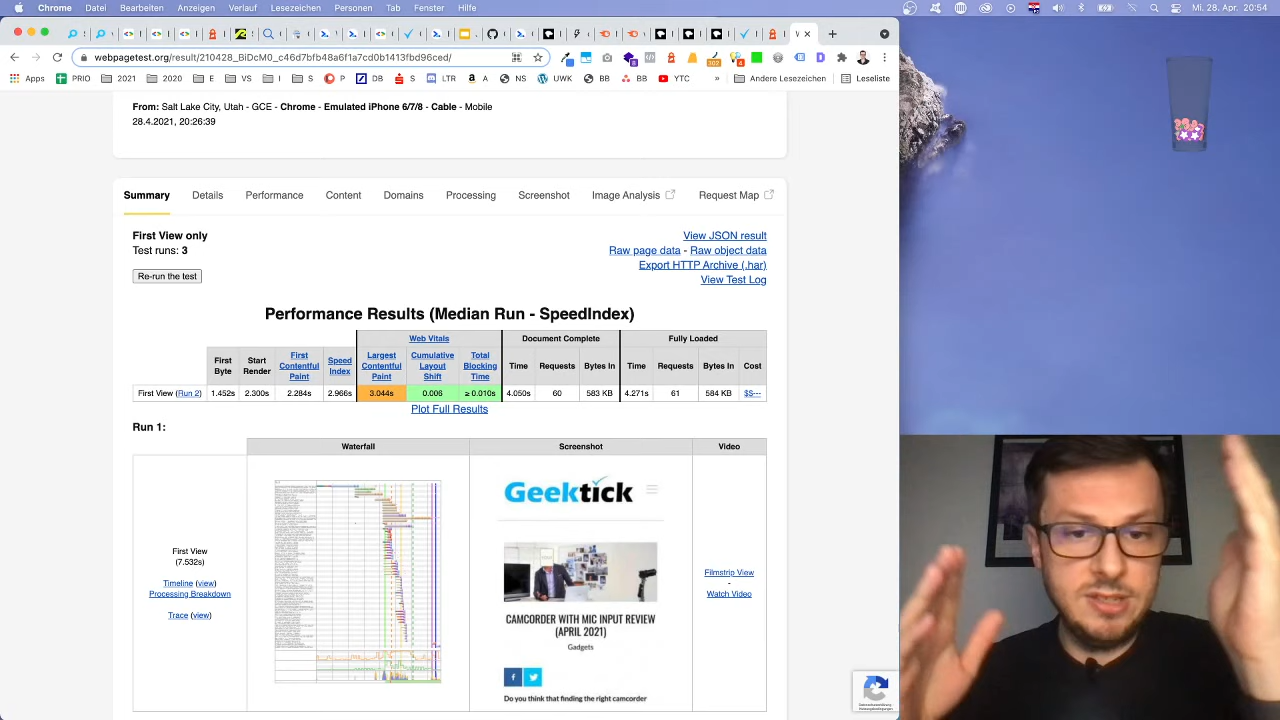 Chrome Datei Bearbeiten Ansicht Verlauf Lesezeichen Profile Tab Fenster Hilfe
Mi. 28. Apr. 20:54
webpagetest.org/result/210428_BiDcM0_c46d7bfb48a6f1a7cd0b1413fbd96ced/
Apps PRIO 2021 2020 E VS I S P DB S LTR A NS UWK BB BB YTC » Andere Lesezeichen Leseliste
From: Salt Lake City, Utah - GCE - Chrome - Emulated iPhone 6/7/8 - Cable - Mobile
28.4.2021, 20:26:39
Summary Details Performance Content Domains Processing Screenshot Image Analysis Request Map
First View only
Test runs: 3
Re-run the test
View JSON result
Raw page data - Raw object data
Export HTTP Archive (.har)
View Test Log
Performance Results (Median Run - SpeedIndex)
Web Vitals Document Complete Fully Loaded
First Byte Start Render First Contentful Paint Speed Index Largest Contentful Paint Cumulative Layout Shift Total Blocking Time Time Requests Bytes In Time Requests Bytes In Cost
First View (Run 2) 1.452s 2.300s 2.284s 2.966s 3.044s 0.006 ≥ 0.010s 4.050s 60 583 KB 4.271s 61 584 KB $$---
Plot Full Results
Run 1:
Waterfall Screenshot Video
First View
(7.532s)
Timeline (view)
Processing Breakdown
Trace (view)
Geektick
CAMCORDER WITH MIC INPUT REVIEW
(APRIL 2021)
Gadgets
Do you think that finding the right camcorder
Filmstrip View
-
Watch Video